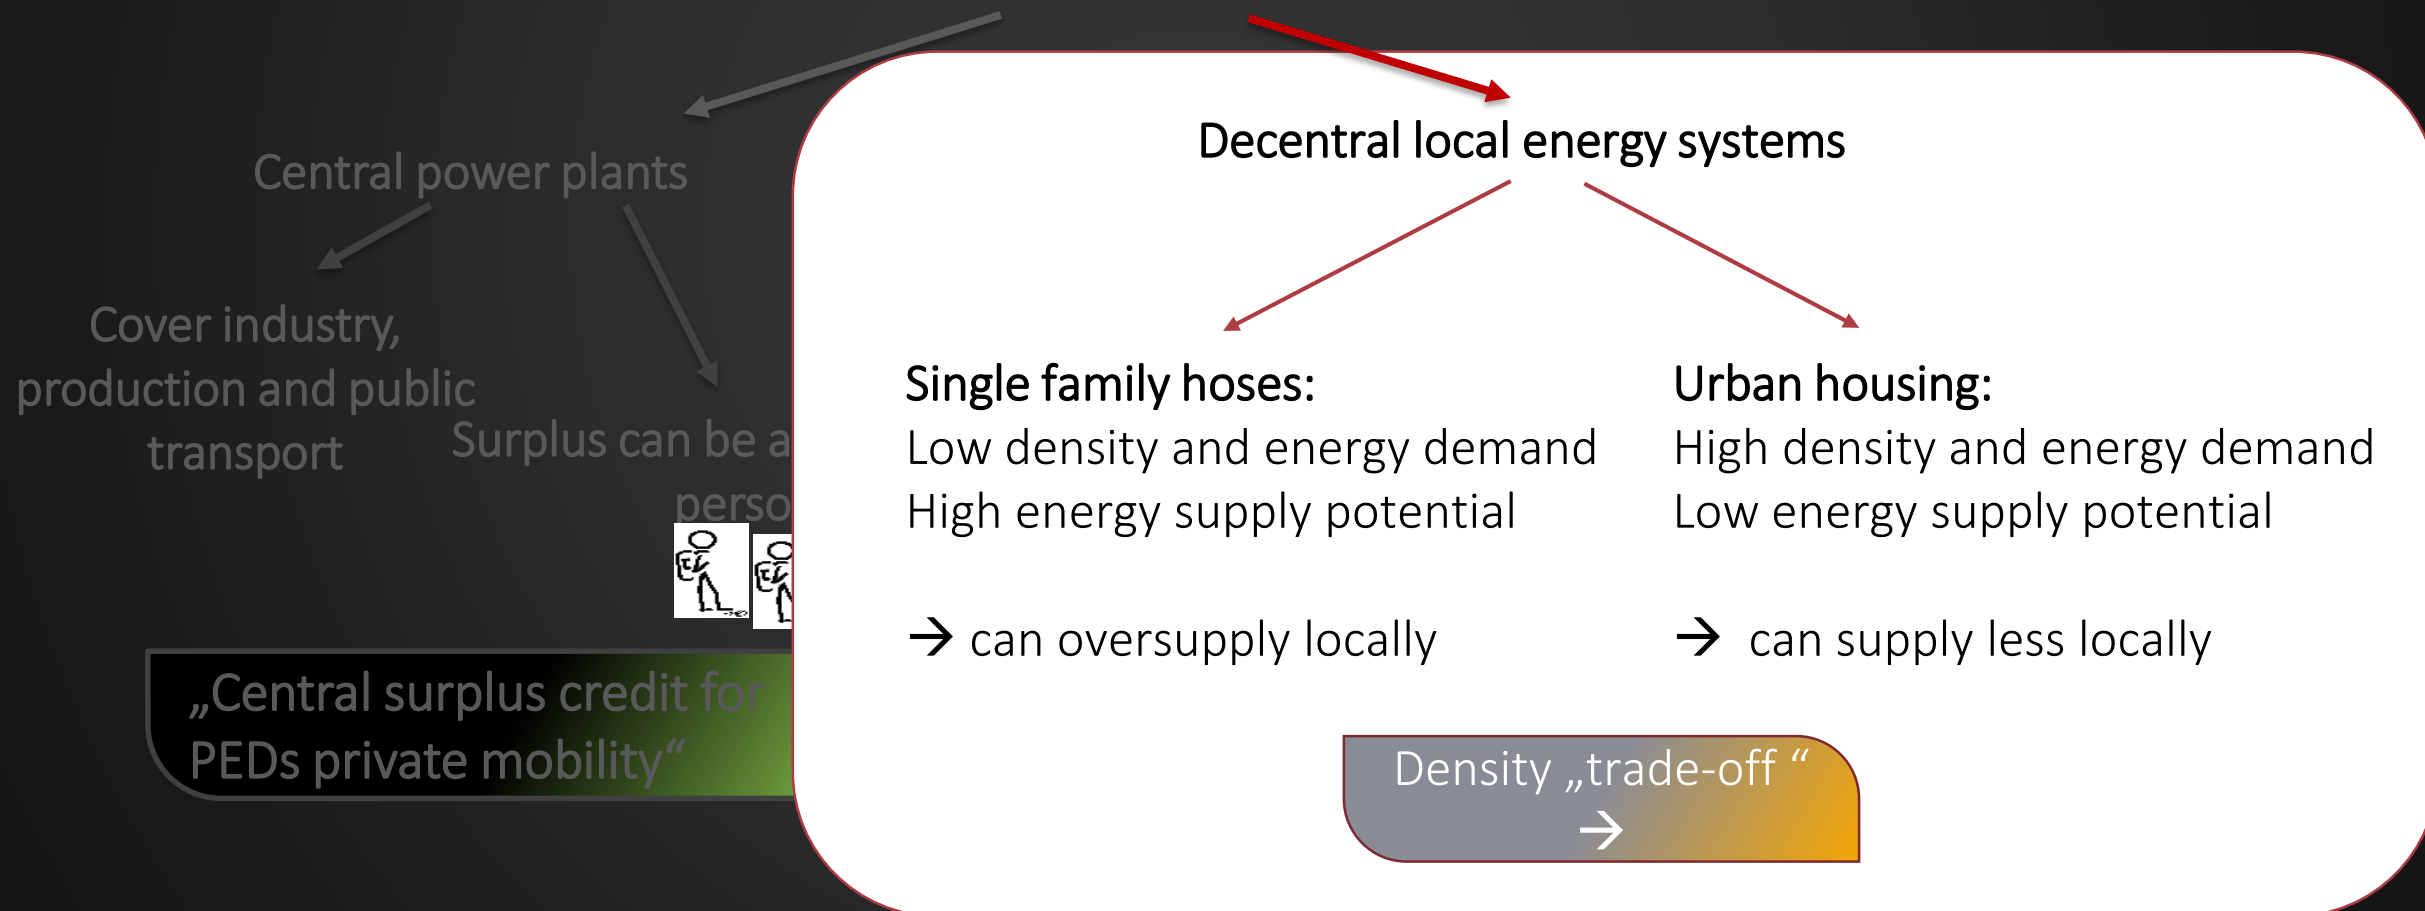 Central power plants
Cover industry,
production and public
transport
Surplus can be a
perso
„Central surplus credit for
PEDs private mobility“
Decentral local energy systems
Single family hoses:
Low density and energy demand
High energy supply potential
→ can oversupply locally
Urban housing:
High density and energy demand
Low energy supply potential
→ can supply less locally
Density „trade-off “
→